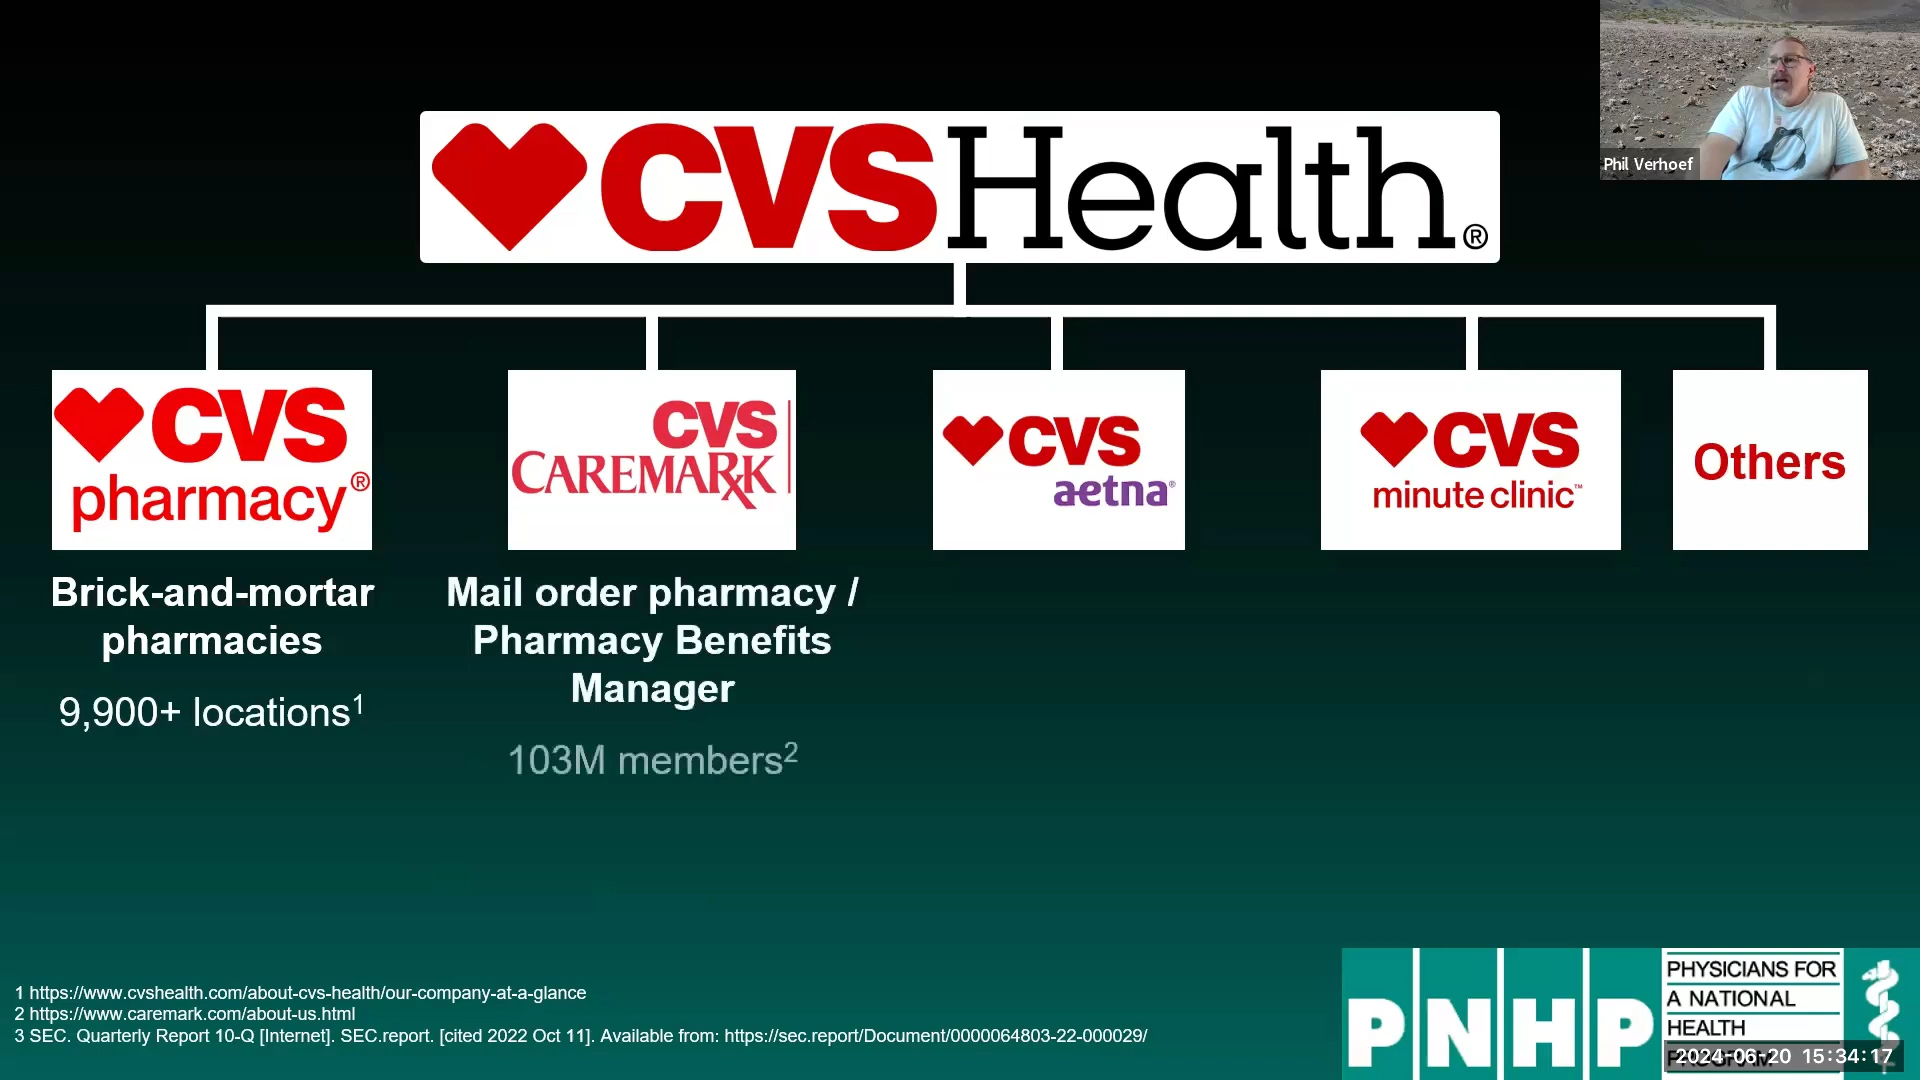 CVSHealth®
Phil Verhoef
CVS
pharmacy®
CVS
CAREMARK
CVS
aetna®
CVS
minute clinic™
Others
Brick-and-mortar
pharmacies
9,900+ locations1
Mail order pharmacy /
Pharmacy Benefits
Manager
103M members2
1 https://www.cvshealth.com/about-cvs-health/our-company-at-a-glance
2 https://www.caremark.com/about-us.html
3 SEC. Quarterly Report 10-Q [Internet]. SEC.report. [cited 2022 Oct 11]. Available from: https://sec.report/Document/0000064803-22-000029/
PNHP
PHYSICIANS FOR
A NATIONAL
HEALTH
PROGRAM
2024-06-20 15:34:17